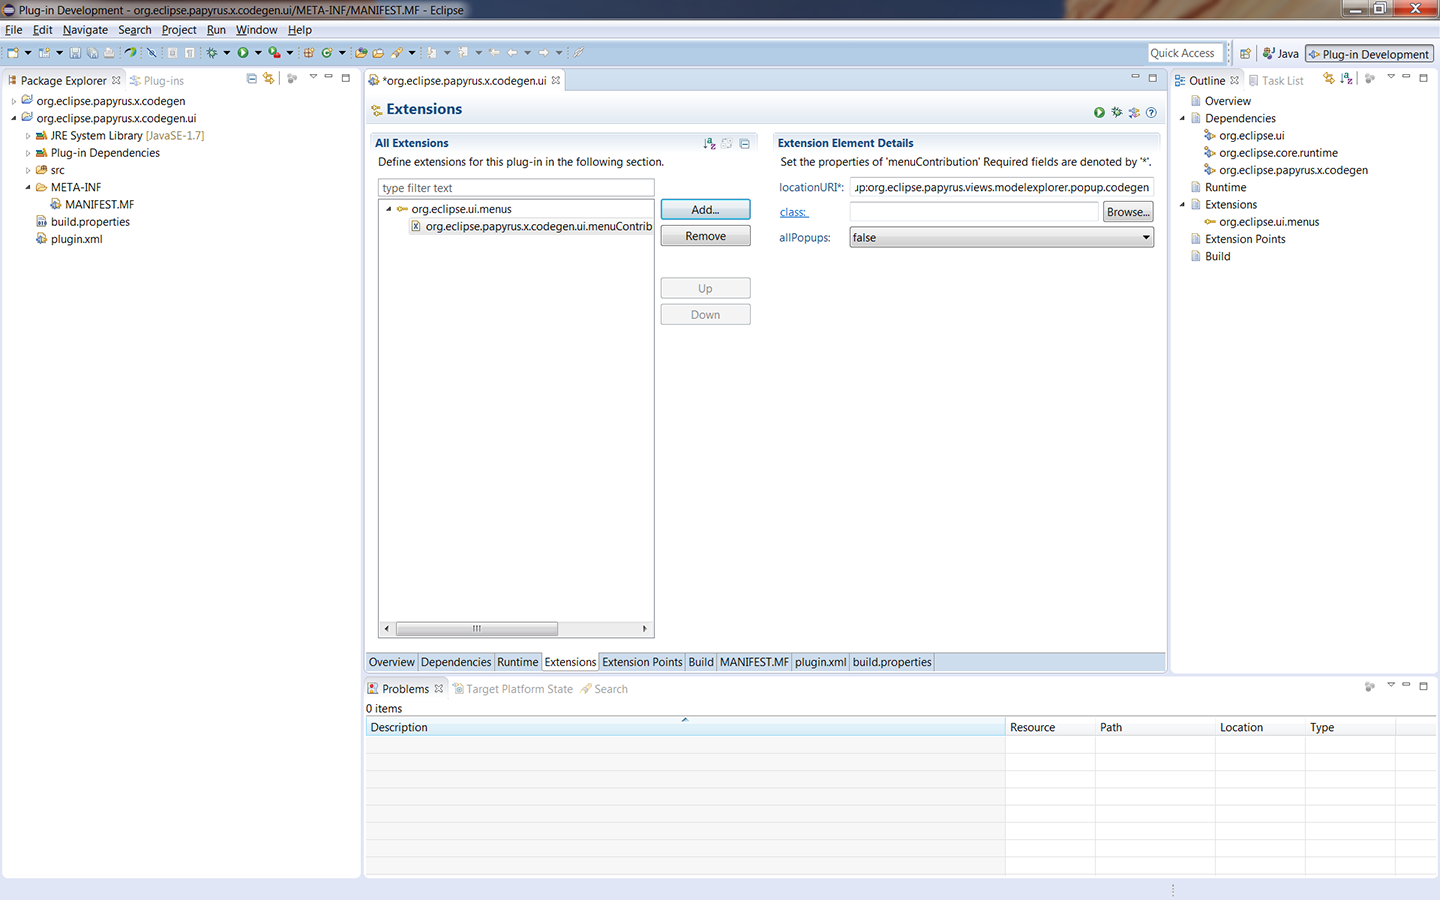 Plug-in Development - org.eclipse.papyrus.x.codegen.ui/META-INF/MANIFEST.MF - Eclipse
File Edit Navigate Search Project Run Window Help
Quick Access
Java
Plug-in Development
Package Explorer
Plug-ins
org.eclipse.papyrus.x.codegen
org.eclipse.papyrus.x.codegen.ui
JRE System Library [JavaSE-1.7]
Plug-in Dependencies
src
META-INF
MANIFEST.MF
build.properties
plugin.xml
*org.eclipse.papyrus.x.codegen.ui
Extensions
All Extensions
Define extensions for this plug-in in the following section.
type filter text
org.eclipse.ui.menus
org.eclipse.papyrus.x.codegen.ui.menuContrib
Add...
Remove
Up
Down
Extension Element Details
Set the properties of 'menuContribution' Required fields are denoted by '*'.
locationURI*: up:org.eclipse.papyrus.views.modelexplorer.popup.codegen
class: Browse...
allPopups: false
Overview Dependencies Runtime Extensions Extension Points Build MANIFEST.MF plugin.xml build.properties
Outline
Task List
Overview
Dependencies
org.eclipse.ui
org.eclipse.core.runtime
org.eclipse.papyrus.x.codegen
Runtime
Extensions
org.eclipse.ui.menus
Extension Points
Build
Problems
Target Platform State
Search
0 items
Description Resource Path Location Type